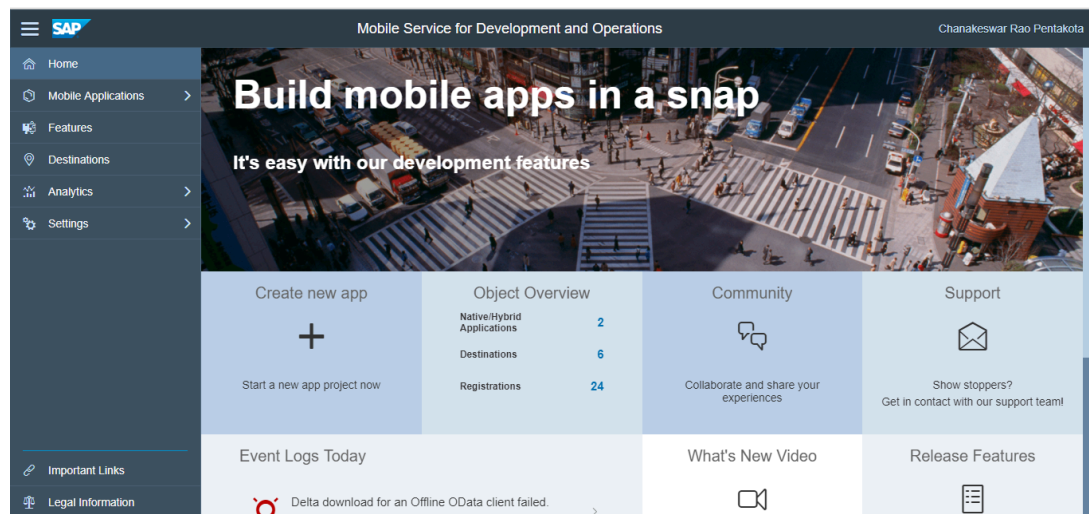 SAP
Mobile Service for Development and Operations
Chanakeswar Rao Pentakota
Home
Mobile Applications
Features
Destinations
Analytics
Settings
Important Links
Legal Information
Build mobile apps in a snap
It's easy with our development features
Create new app
Start a new app project now
Object Overview
Native/Hybrid
Applications 2
Destinations 6
Registrations 24
Community
Collaborate and share your
experiences
Support
Show stoppers?
Get in contact with our support team!
Event Logs Today
Delta download for an Offline OData client failed.
What's New Video
Release Features